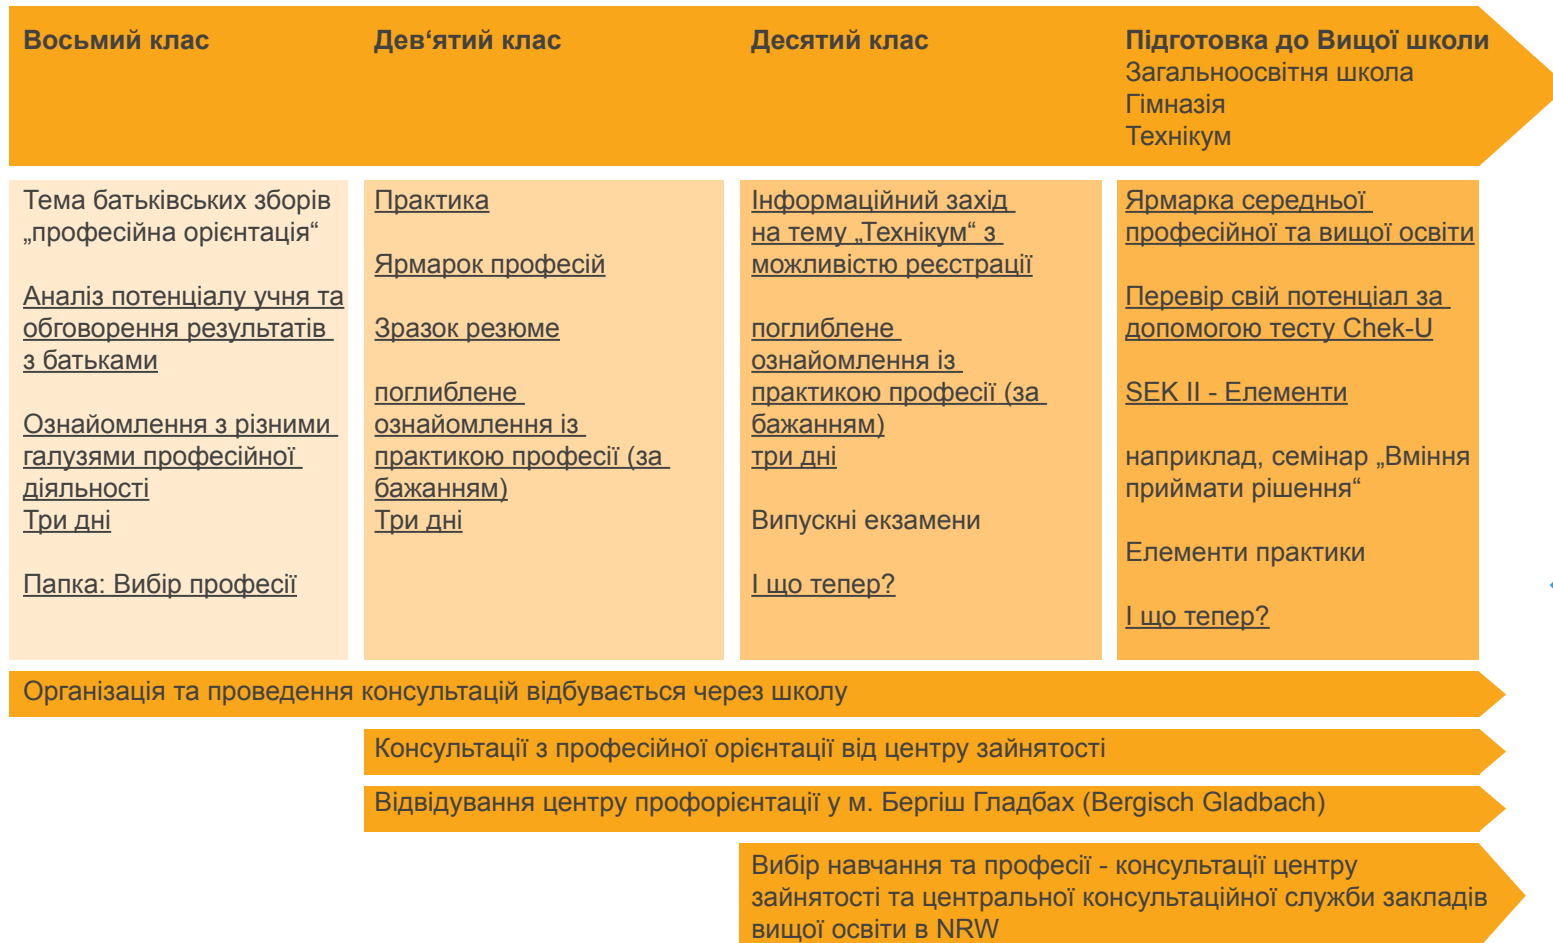 Восьмий клас
Дев‘ятий клас
Десятий клас
Підготовка до Вищої школи
Загальноосвітня школа
Гімназія
Технікум
Тема батьківських зборів
„професійна орієнтація“
Аналіз потенціалу учня та
обговорення результатів
з батьками
Ознайомлення з різними
галузями професійної
діяльності
Три дні
Папка: Вибір професії
Практика
Ярмарок професій
Зразок резюме
поглиблене
ознайомлення із
практикою професії (за
бажанням)
Три дні
Інформаційний захід
на тему „Технікум“ з
можливістю реєстрації
поглиблене
ознайомлення із
практикою професії (за
бажанням)
три дні
Випускні екзамени
І що тепер?
Ярмарка середньої
професійної та вищої освіти
Перевір свій потенціал за
допомогою тесту Chek-U
SEK II - Елементи
наприклад, семінар „Вміння
приймати рішення“
Елементи практики
І що тепер?
Організація та проведення консультацій відбувається через школу
Консультації з професійної орієнтації від центру зайнятості
Відвідування центру профорієнтації у м. Бергіш Гладбах (Bergisch Gladbach)
Вибір навчання та професії - консультації центру
зайнятості та центральної консультаційної служби закладів
вищої освіти в NRW